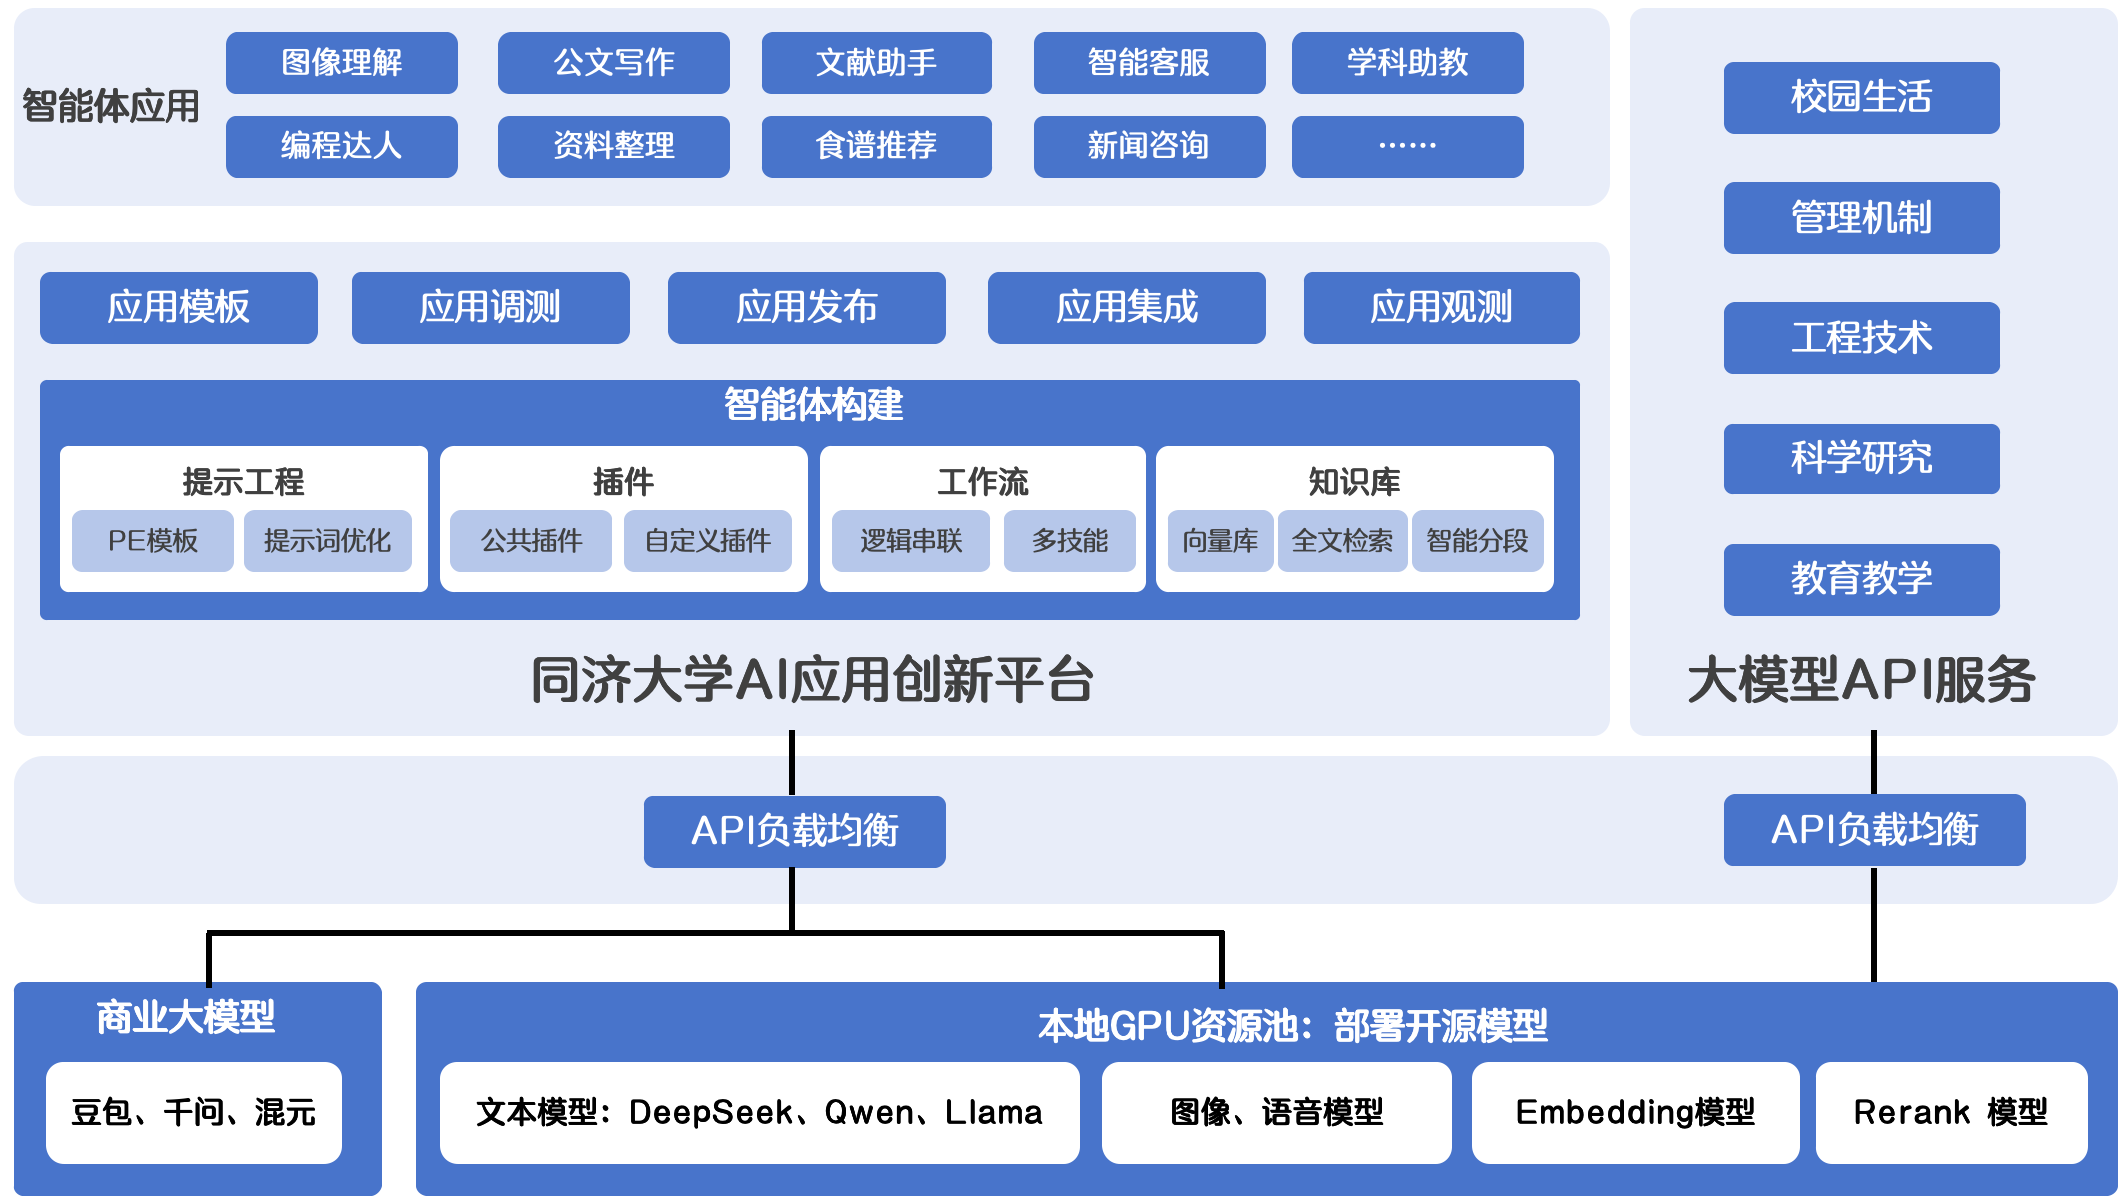 智能体应用
图像理解
公文写作
文献助手
智能客服
学科助教
编程达人
资料整理
食谱推荐
新闻咨询
······
应用模板
应用调测
应用发布
应用集成
应用观测
智能体构建
提示工程
PE模板
提示词优化
插件
公共插件
自定义插件
工作流
逻辑串联
多技能
知识库
向量库
全文检索
智能分段
同济大学AI应用创新平台
校园生活
管理机制
工程技术
科学研究
教育教学
大模型API服务
API负载均衡
API负载均衡
商业大模型
豆包、千问、混元
本地GPU资源池：部署开源模型
文本模型：DeepSeek、Qwen、Llama
图像、语音模型
Embedding模型
Rerank 模型